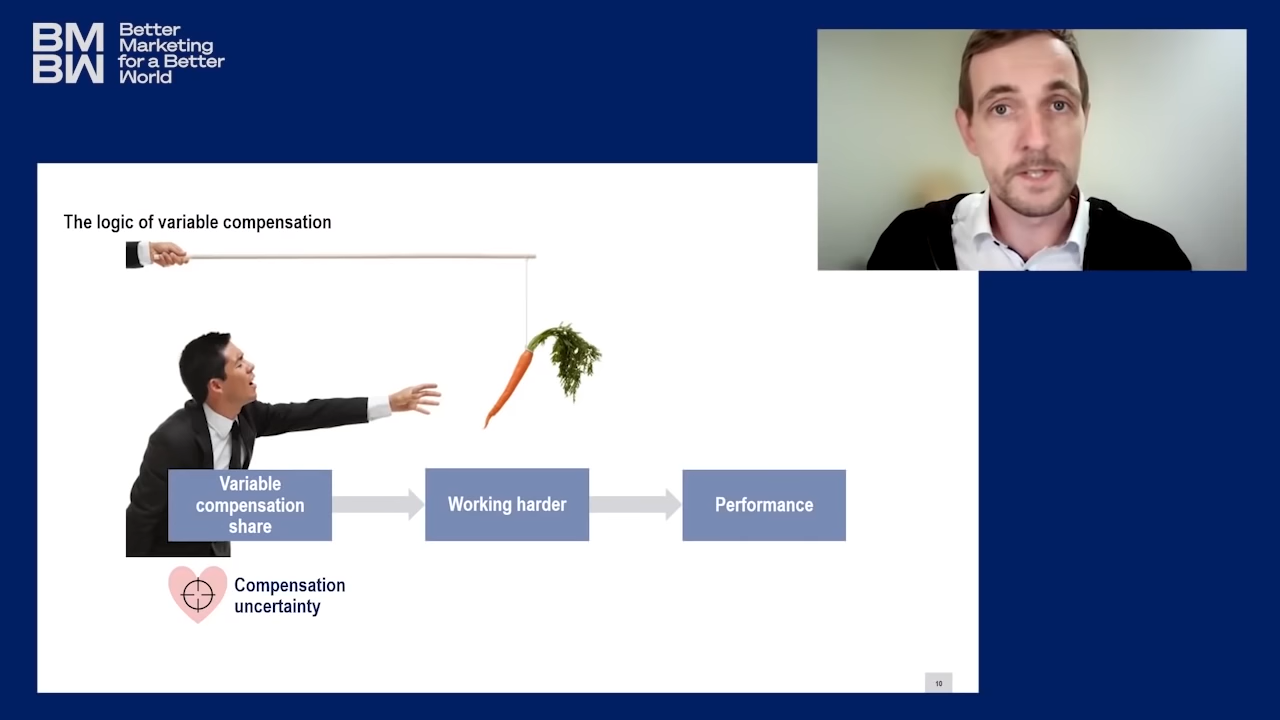 BM
BW
Better
Marketing
for a Better
World
The logic of variable compensation
Variable
compensation
share
Working harder
Performance
Compensation
uncertainty
10